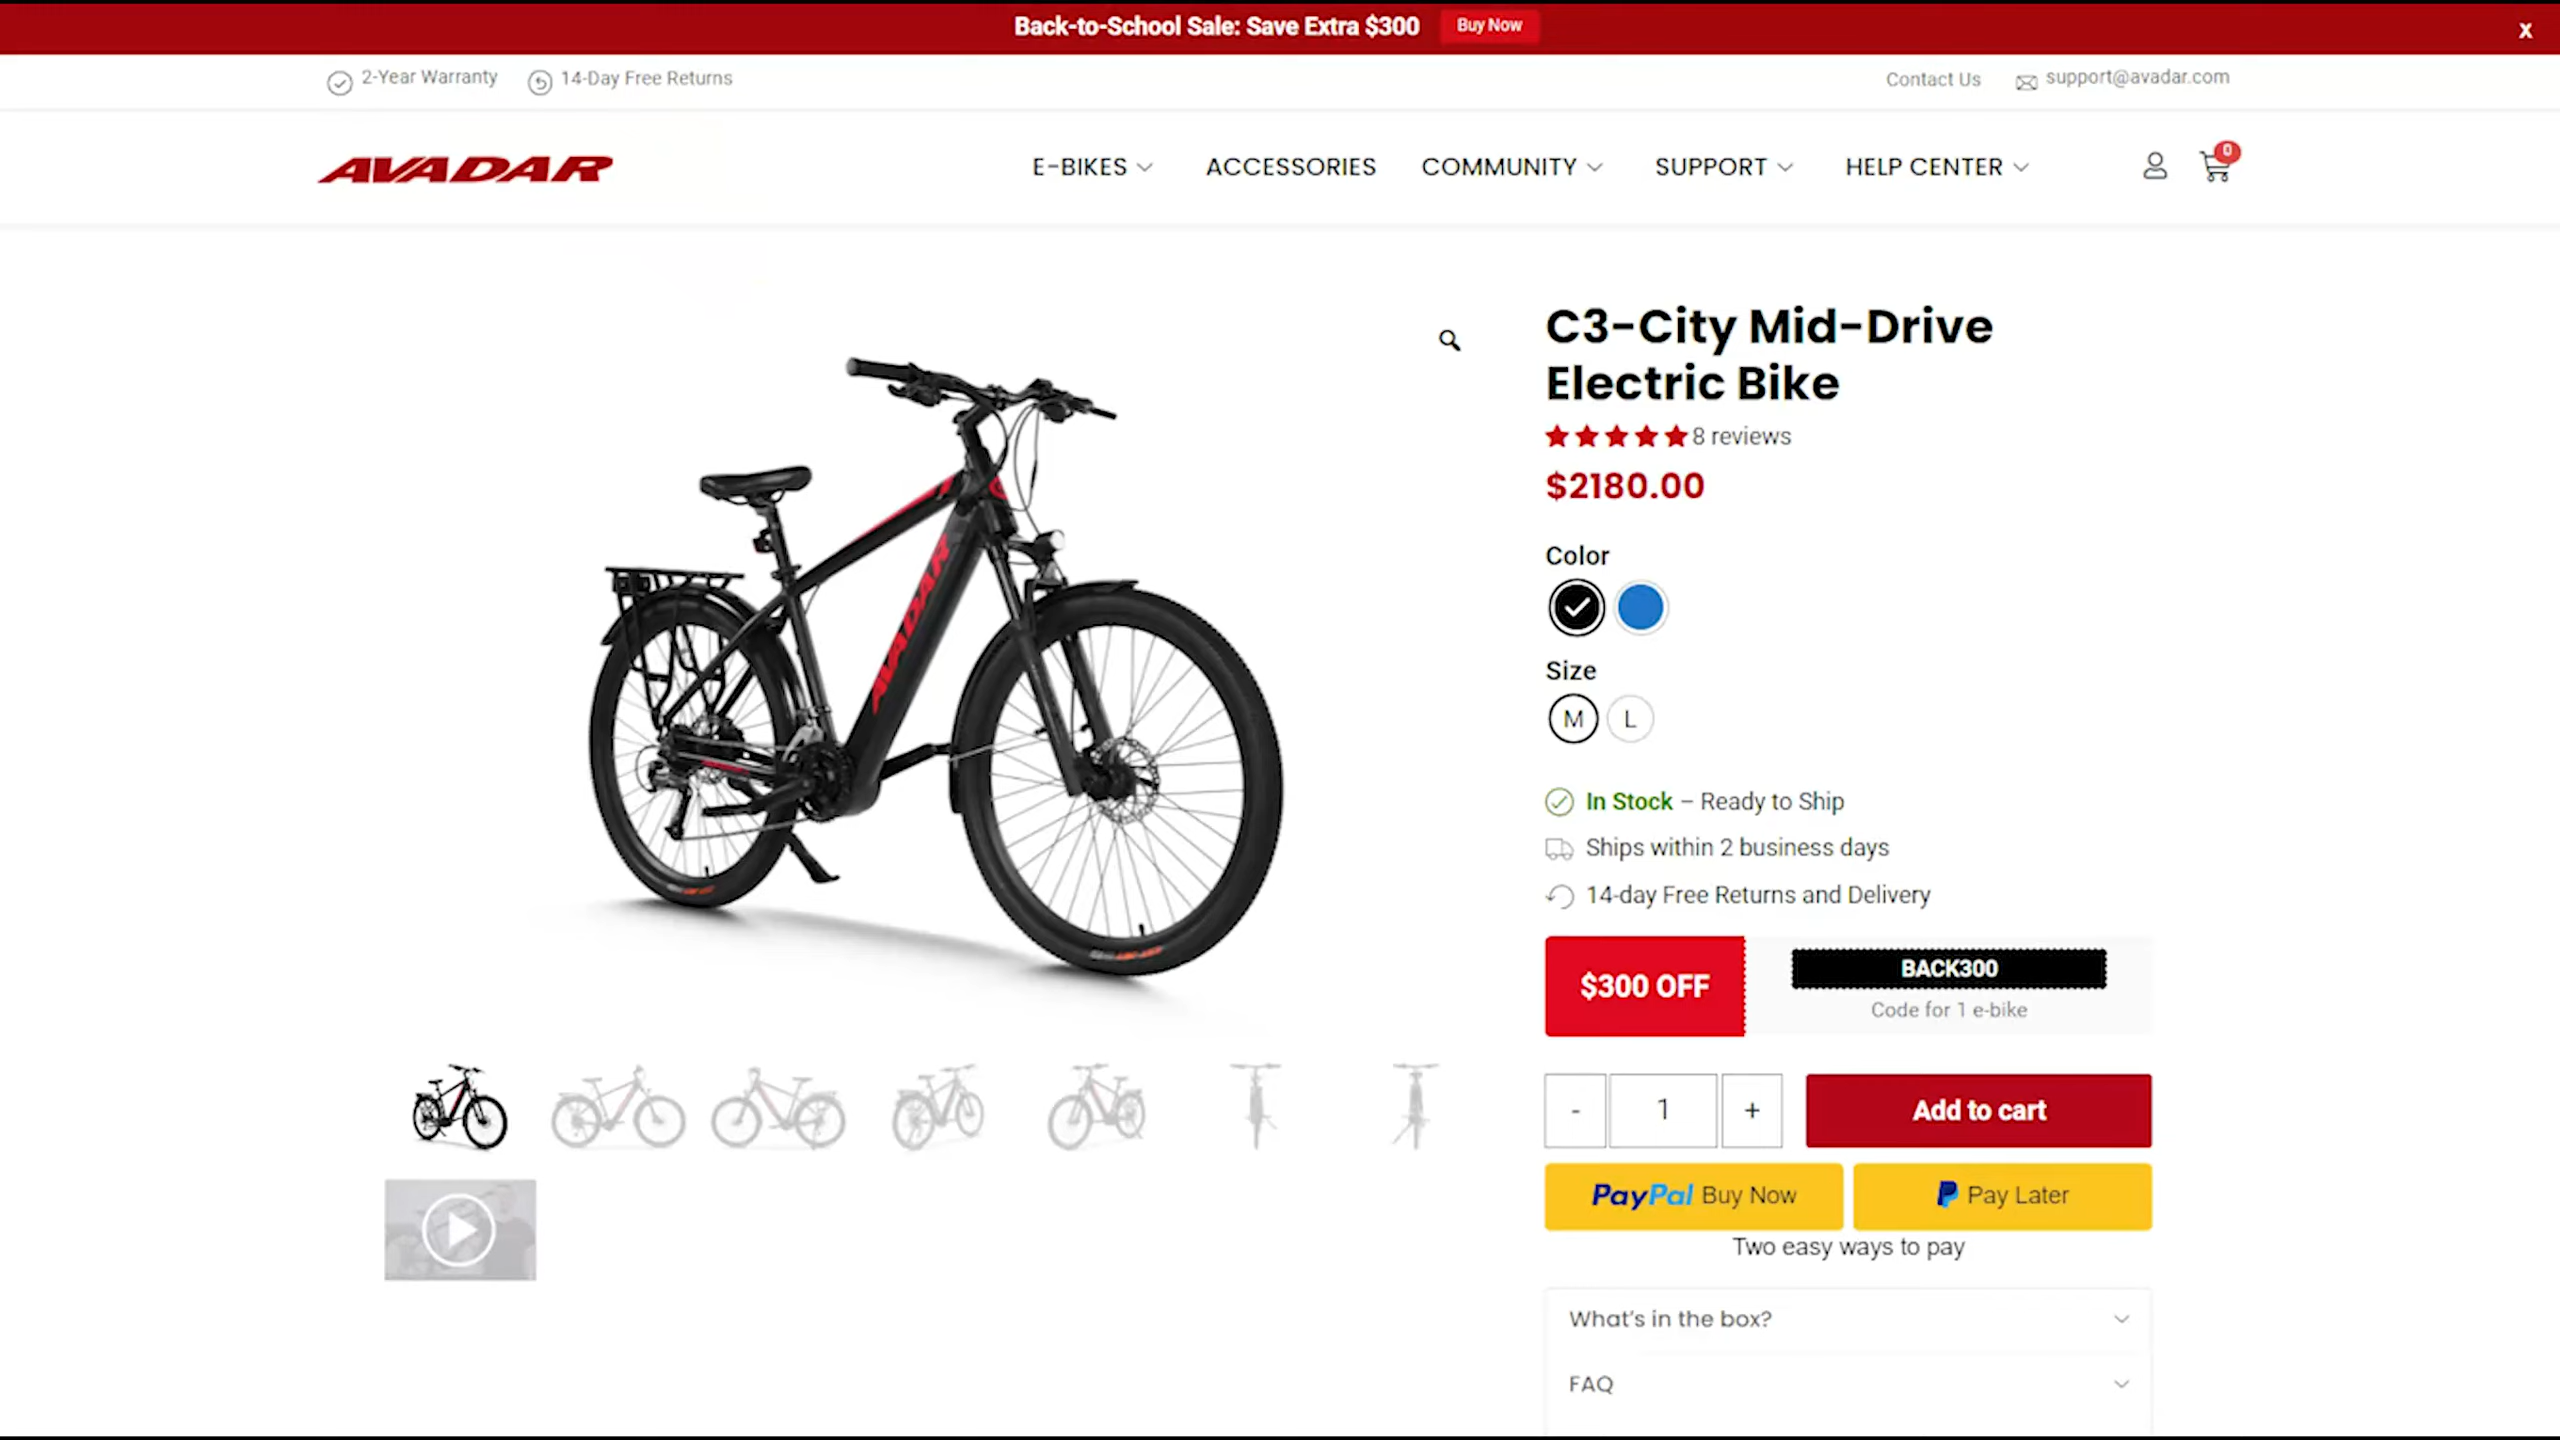 Back-to-School Sale: Save Extra $300 Buy Now x
2-Year Warranty 14-Day Free Returns Contact Us support@avadar.com
AVADAR E-BIKES ACCESSORIES COMMUNITY SUPPORT HELP CENTER 0
C3-City Mid-Drive
Electric Bike
8 reviews
$2180.00
Color
AVADAR
Size
M L
In Stock – Ready to Ship
Ships within 2 business days
14-day Free Returns and Delivery
$300 OFF
BACK300
Code for 1 e-bike
- 1 + Add to cart
PayPal Buy Now Pay Later
Two easy ways to pay
What's in the box?
FAQ